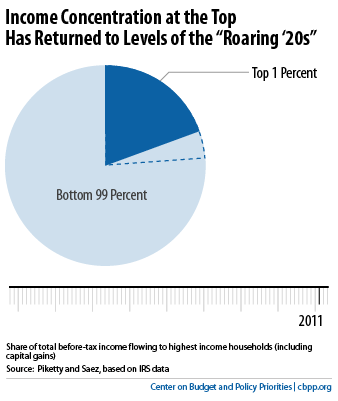 Income Concentration at the Top
Has Returned to Levels of the “Roaring ‘20s”
Top 1 Percent
Bottom 99 Percent
2011
Share of total before-tax income flowing to highest income households (including
capital gains)
Source: Piketty and Saez, based on IRS data
Center on Budget and Policy Priorities | cbpp.org